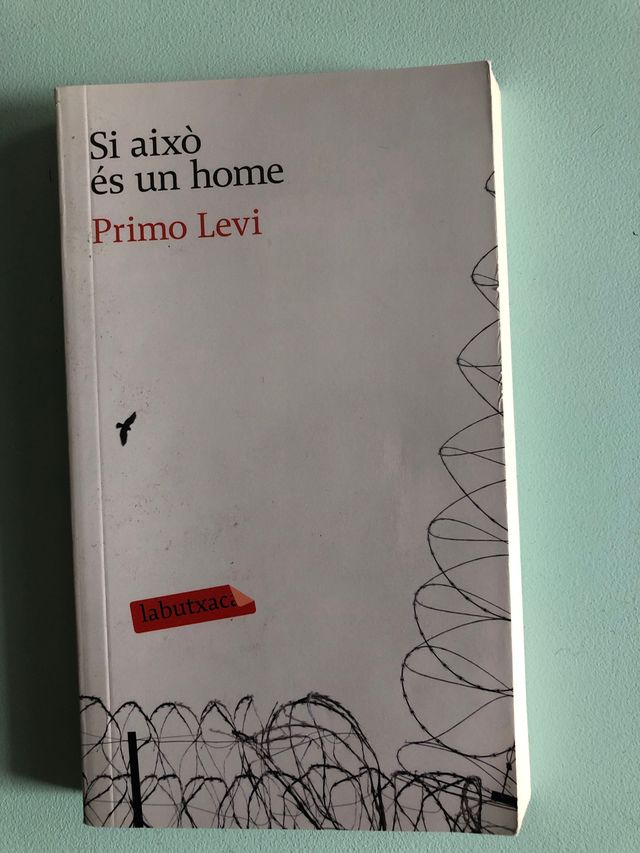 Si això
és un home
Primo Levi
labutxaca